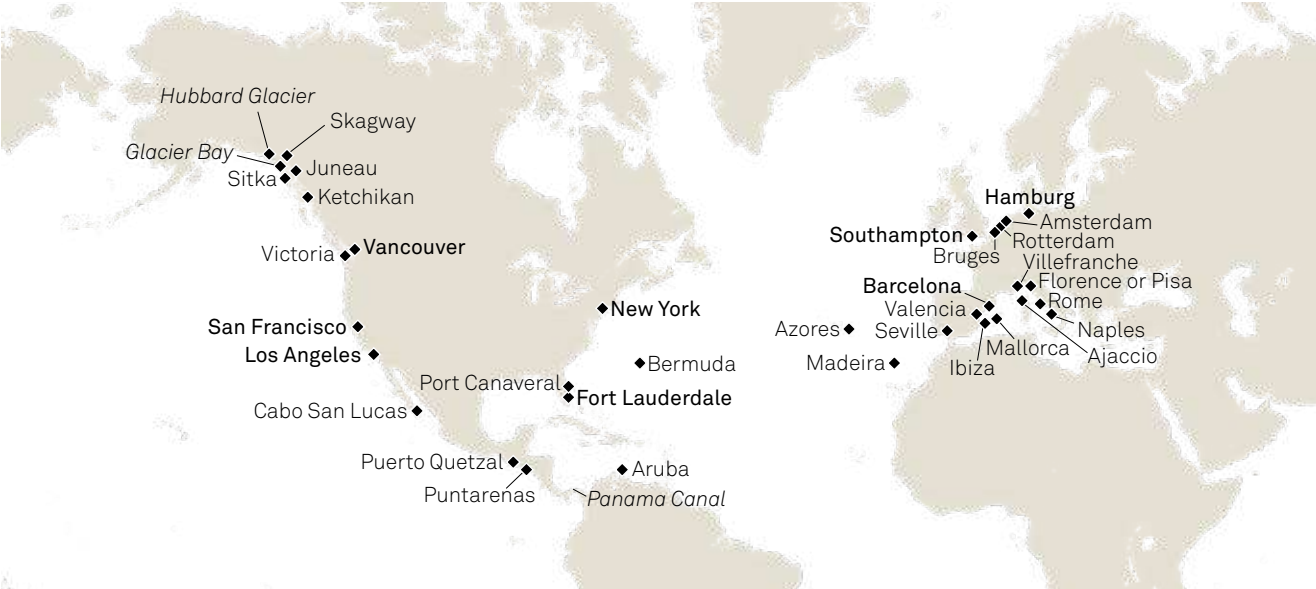 Hubbard Glacier
Skagway
Glacier Bay
Juneau
Sitka
Ketchikan
Victoria
Vancouver
San Francisco
Los Angeles
Cabo San Lucas
Puerto Quetzal
Puntarenas
New York
Bermuda
Port Canaveral
Fort Lauderdale
Aruba
Panama Canal
Hamburg
Amsterdam
Southampton
Rotterdam
Bruges
Villefranche
Florence or Pisa
Barcelona
Rome
Valencia
Azores
Seville
Naples
Mallorca
Ajaccio
Madeira
Ibiza